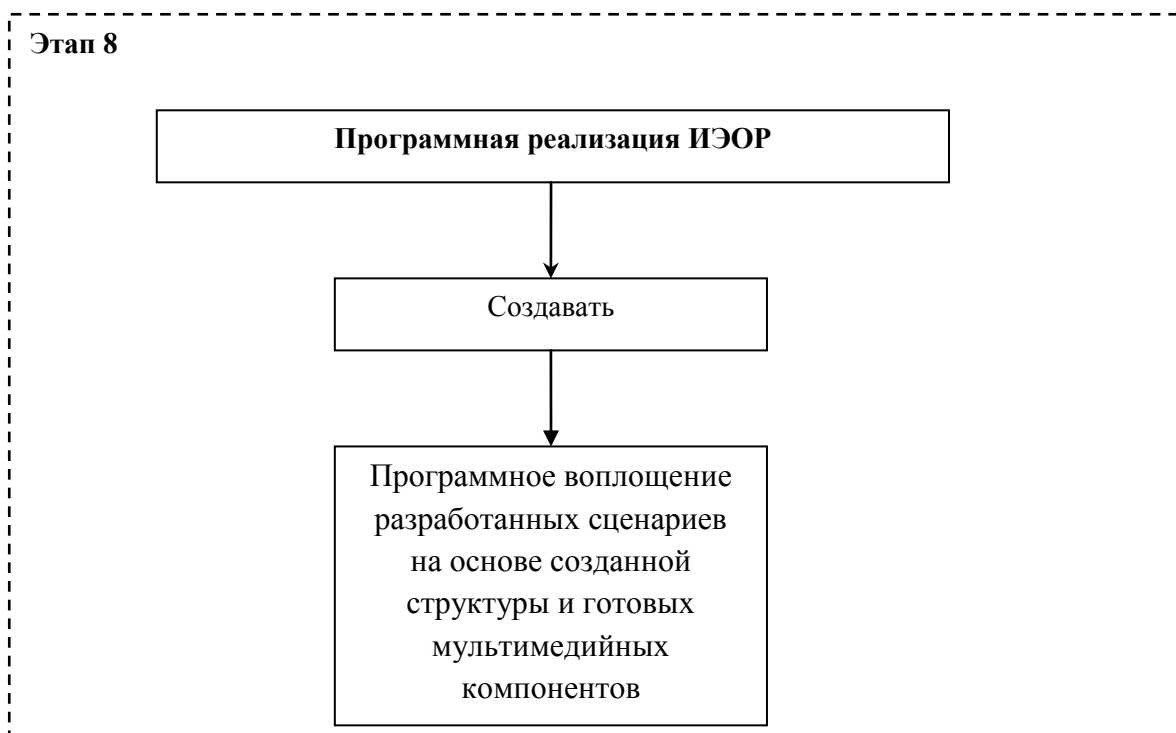 Этап 8
Программная реализация ИЭОР
Создавать
Программное воплощение
разработанных сценариев
на основе созданной
структуры и готовых
мультимедийных
компонентов